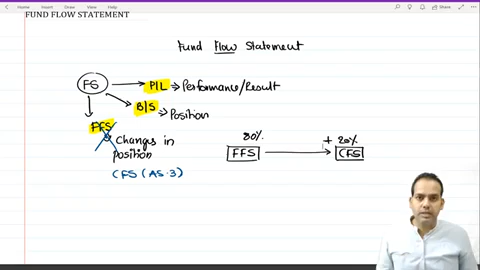 Home Insert Draw View Share
FUND FLOW STATEMENT
Fund Flow Statement
FS
P/L → Performance/Result
B/S → Position
FFS
Changes in
position
CFS (AS.3)
80% + 20%
FFS CFS